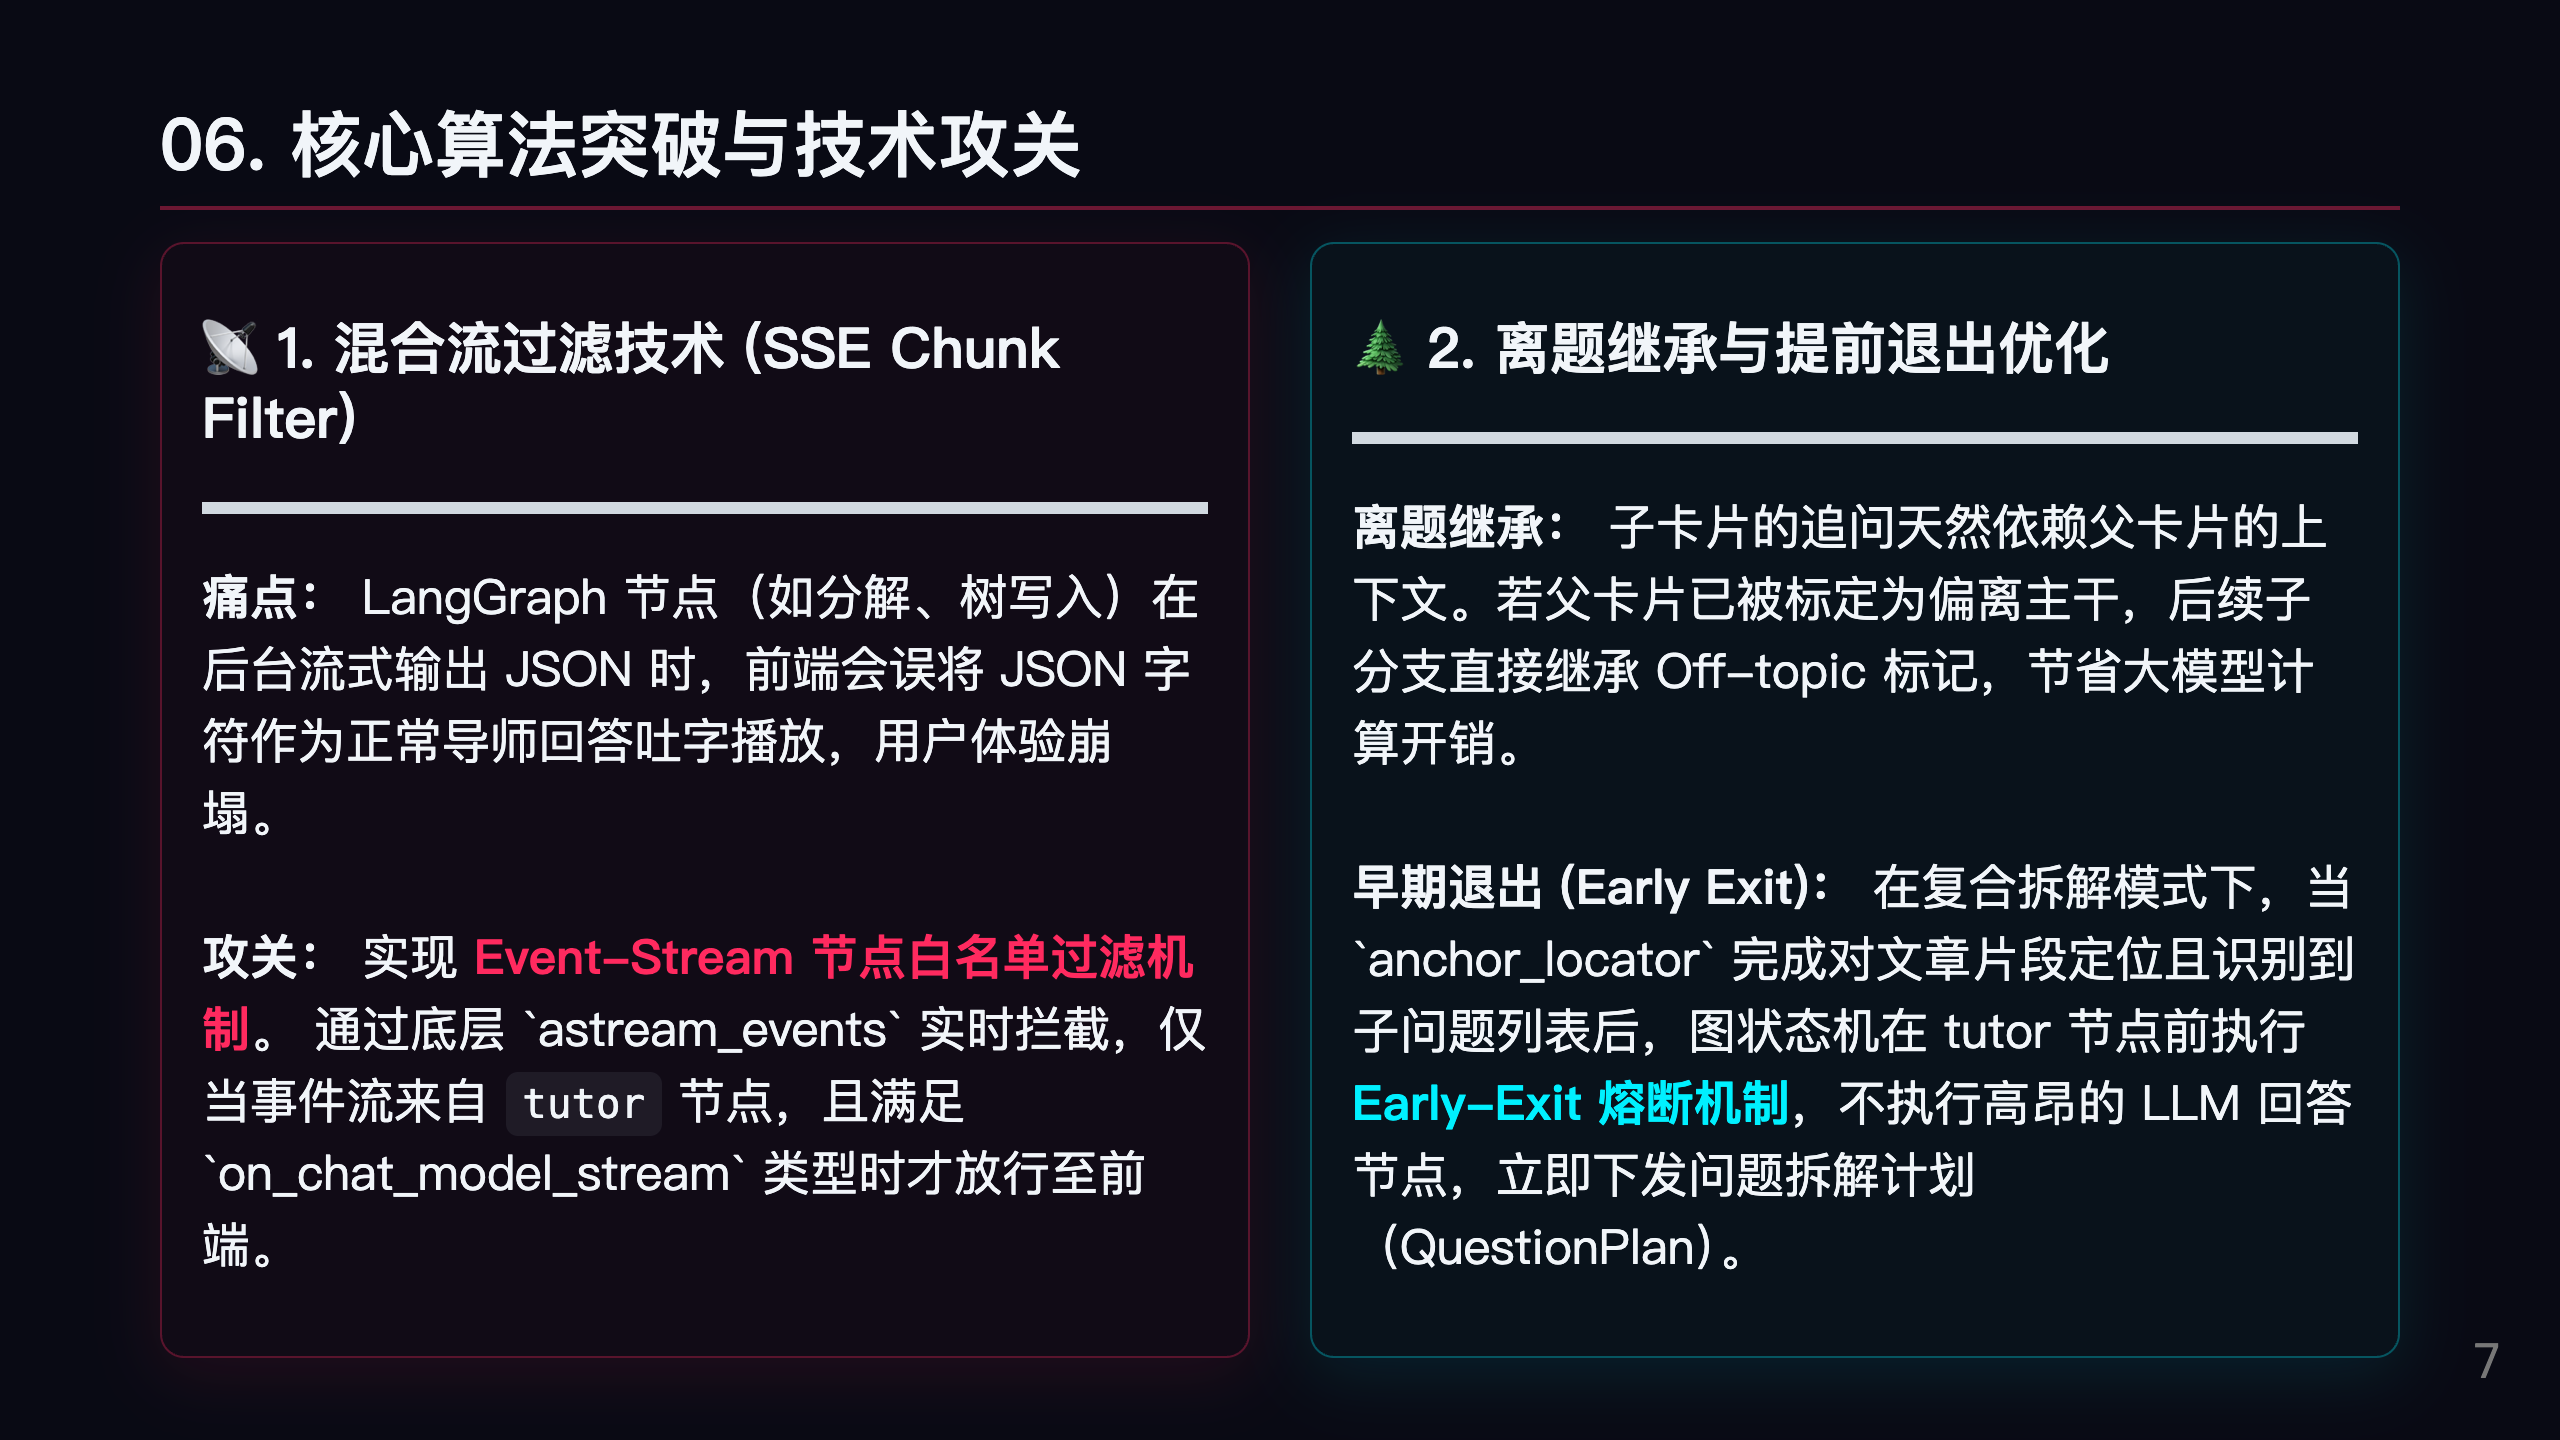 06. 核心算法突破与技术攻关
📡 1. 混合流过滤技术 (SSE Chunk
Filter)
痛点： LangGraph 节点（如分解、树写入）在
后台流式输出 JSON 时，前端会误将 JSON 字
符作为正常导师回答吐字播放，用户体验崩
塌。
攻关： 实现 Event-Stream 节点白名单过滤机
制。 通过底层 `astream_events` 实时拦截，仅
当事件流来自 tutor 节点，且满足
`on_chat_model_stream` 类型时才放行至前
端。
🌲 2. 离题继承与提前退出优化
离题继承： 子卡片的追问天然依赖父卡片的上
下文。若父卡片已被标定为偏离主干，后续子
分支直接继承 Off-topic 标记，节省大模型计
算开销。
早期退出 (Early Exit)： 在复合拆解模式下，当
`anchor_locator` 完成对文章片段定位且识别到
子问题列表后，图状态机在 tutor 节点前执行
Early-Exit 熔断机制，不执行高昂的 LLM 回答
节点，立即下发问题拆解计划
（QuestionPlan）。
7